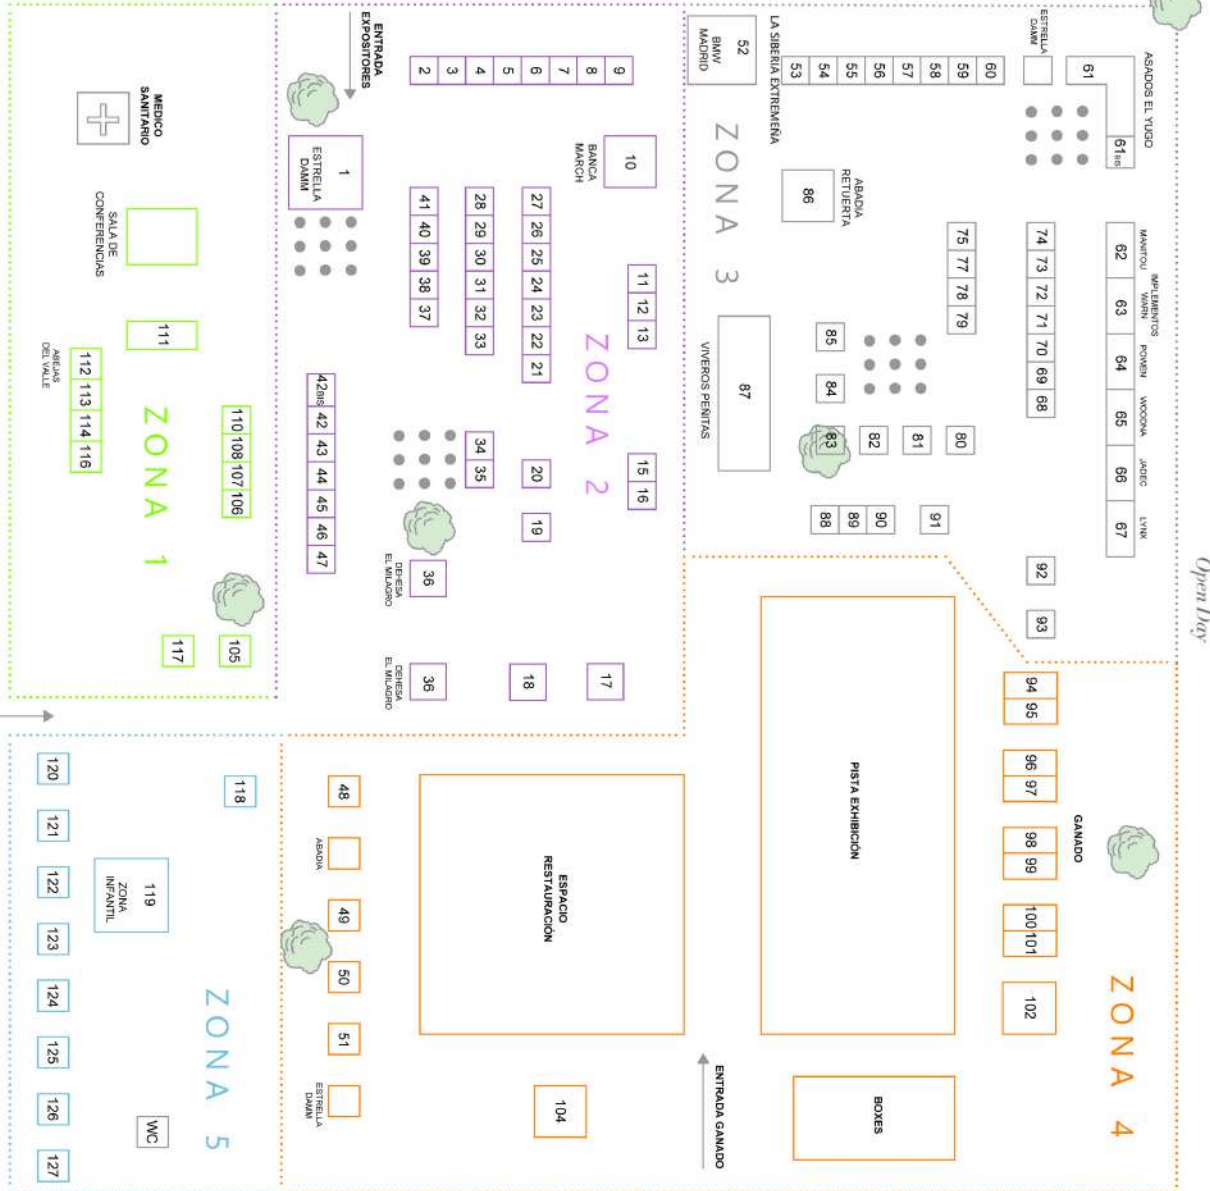 ENTRADA
EXPOSITORES
MEDICO
SANITARIO
SALA DE
CONFERENCIAS
111
ABEJAS
DEL VALLE
112 113 114 116
110 108 107 106
ZONA 1
117
105
1
ESTRELLA
DAMM
2 3 4 5 6 7 8 9
10
BANCA
MARCH
41 40 39 38 37
28 29 30 31 32 33
27 26 25 24 23 22 21
11 12 13
ZONA 2
42BIS 42 43 44 45 46 47
34 35
20
19
15 16
36
DEHESA
EL MILAGRO
36
DEHESA
EL MILAGRO
18
17
52
BMW
MADRID
LA SIBERIA EXTREMEÑA
53 54 55 56 57 58 59 60
ESTRELLA
DAMM
61
61BIS
ASADOS EL YUGO
ZONA 3
86
ABADIA
RETUERTA
75 77 78 79
74 73 72 71 70 69 68
62 63 64 65 66 67
MANITOU
IMPLEMENTOS
WARN
POWEN
WOODNA
JADEC
LYNX
87
VIVEROS PEÑITAS
85
84
83
82
81
80
88 89 90
91
92
93
Open Day
94 95
96 97
98 99
100 101
102
GANADO
ZONA 4
PISTA EXHIBICIÓN
BOXES
ENTRADA GANADO
ESPACIO
RESTAURACIÓN
104
48
ABADIA
49
50
51
ESTRELLA
DAMM
118
119
ZONA
INFANTIL
ZONA 5
WC
120
121
122
123
124
125
126
127